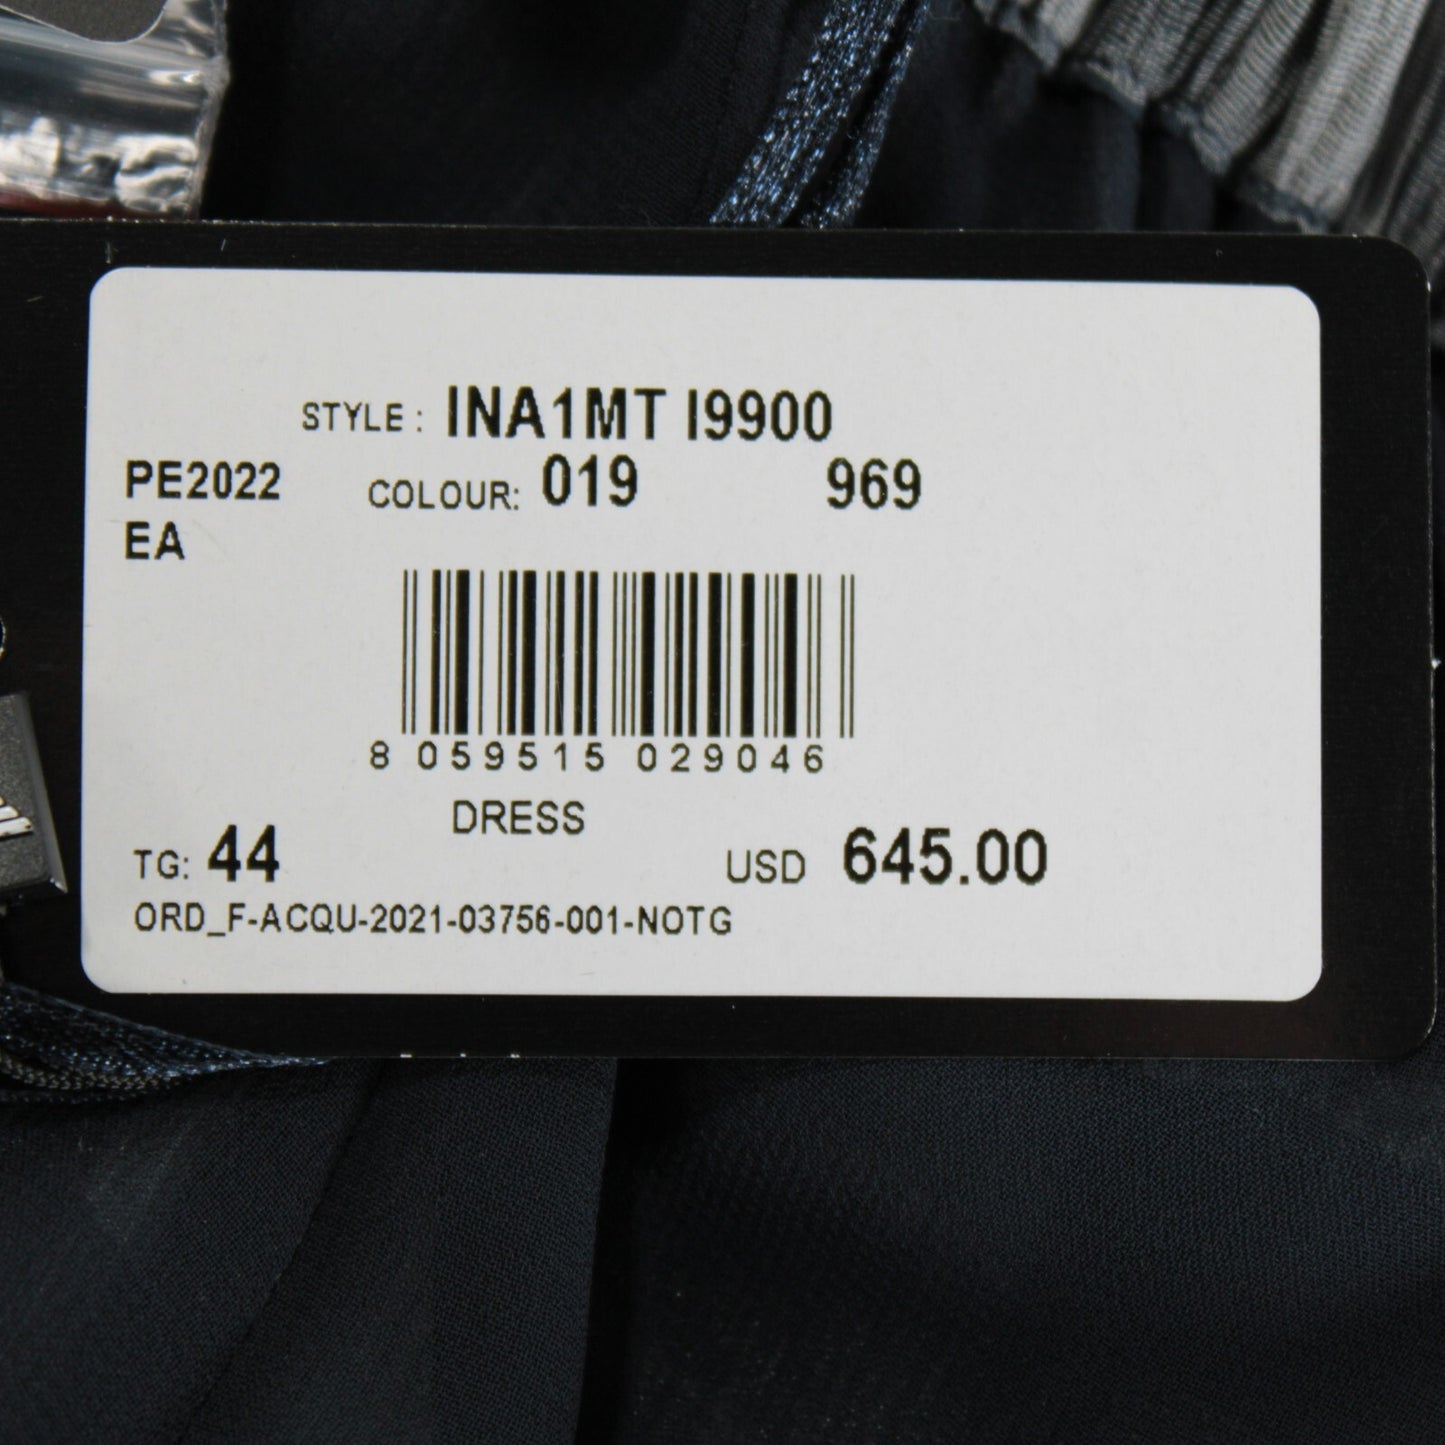 STYLE : INA1MT I9900
PE2022 COLOUR: 019 969
EA
8 059515 029046
DRESS
TG: 44 USD 645.00
ORD_F-ACQU-2021-03756-001-NOTG